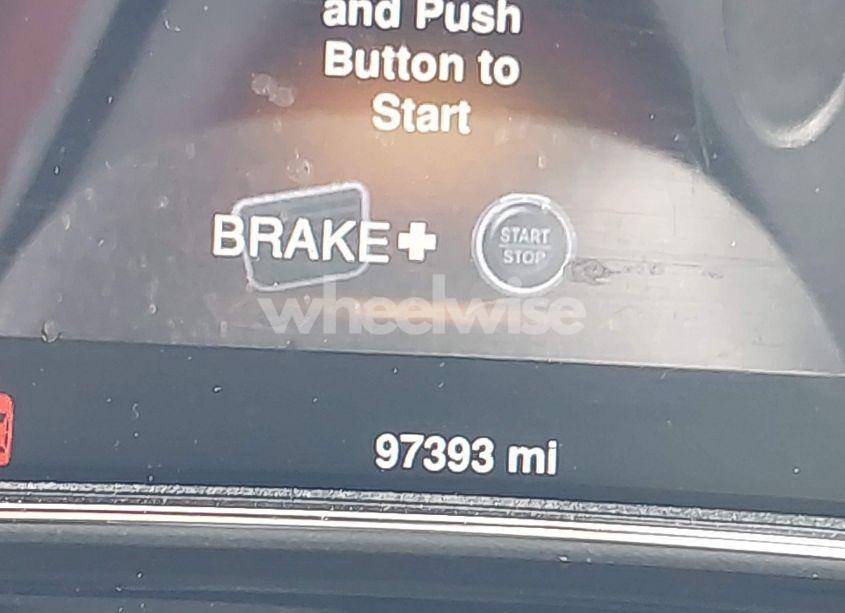 and Push
Button to
Start
BRAKE+
START
STOP
wheelwise
97393 mi